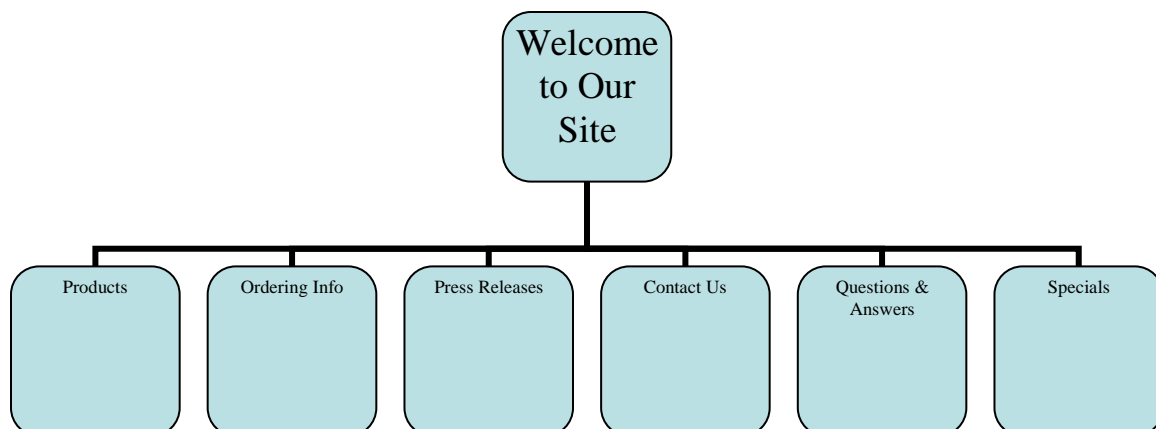 Welcome
to Our
Site
Products
Ordering Info
Press Releases
Contact Us
Questions &
Answers
Specials